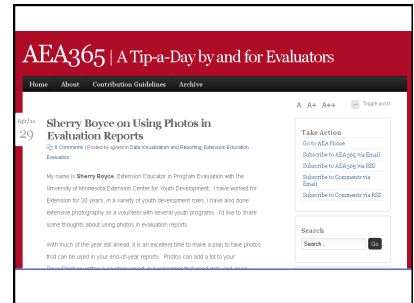 AEA365 | A Tip-a-Day by and for Evaluators
Home About Contribution Guidelines Archive
A A+ A++ Toggle posts
Apr/11
29
Sherry Boyce on Using Photos in
Evaluation Reports
8 Comments | Posted by agreent in Data Visualization and Reporting, Extension Education
Evaluation
My name is Sherry Boyce, Extension Educator in Program Evaluation with the
University of Minnesota Extension Center for Youth Development. I have worked for
Extension for 30 years, in a variety of youth development roles. I have also done
extensive photography as a volunteer with several youth programs. I'd like to share
some thoughts about using photos in evaluation reports.
With much of the year still ahead, it is an excellent time to make a plan to take photos
that can be used in your end-of-year reports. Photos can add a lot to your
Take Action
Go to AEA Home
Subscribe to AEA365 via Email
Subscribe to AEA365 via RSS
Subscribe to Comments via
Email
Subscribe to Comments via RSS
Search
Search.. Go